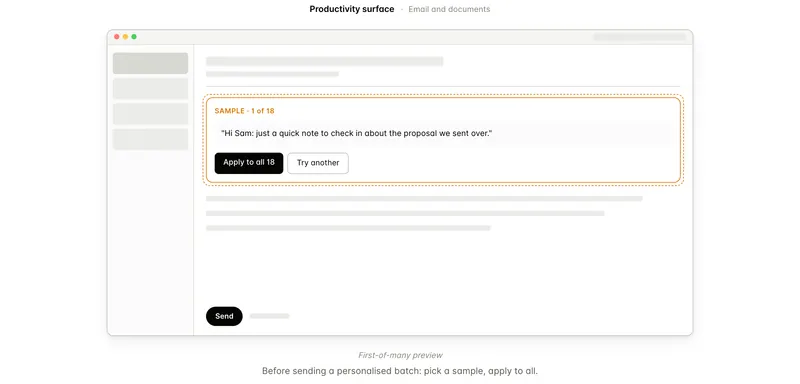 Productivity surface · Email and documents
SAMPLE · 1 of 18
"Hi Sam: just a quick note to check in about the proposal we sent over."
Apply to all 18 Try another
Send
First-of-many preview
Before sending a personalised batch: pick a sample, apply to all.